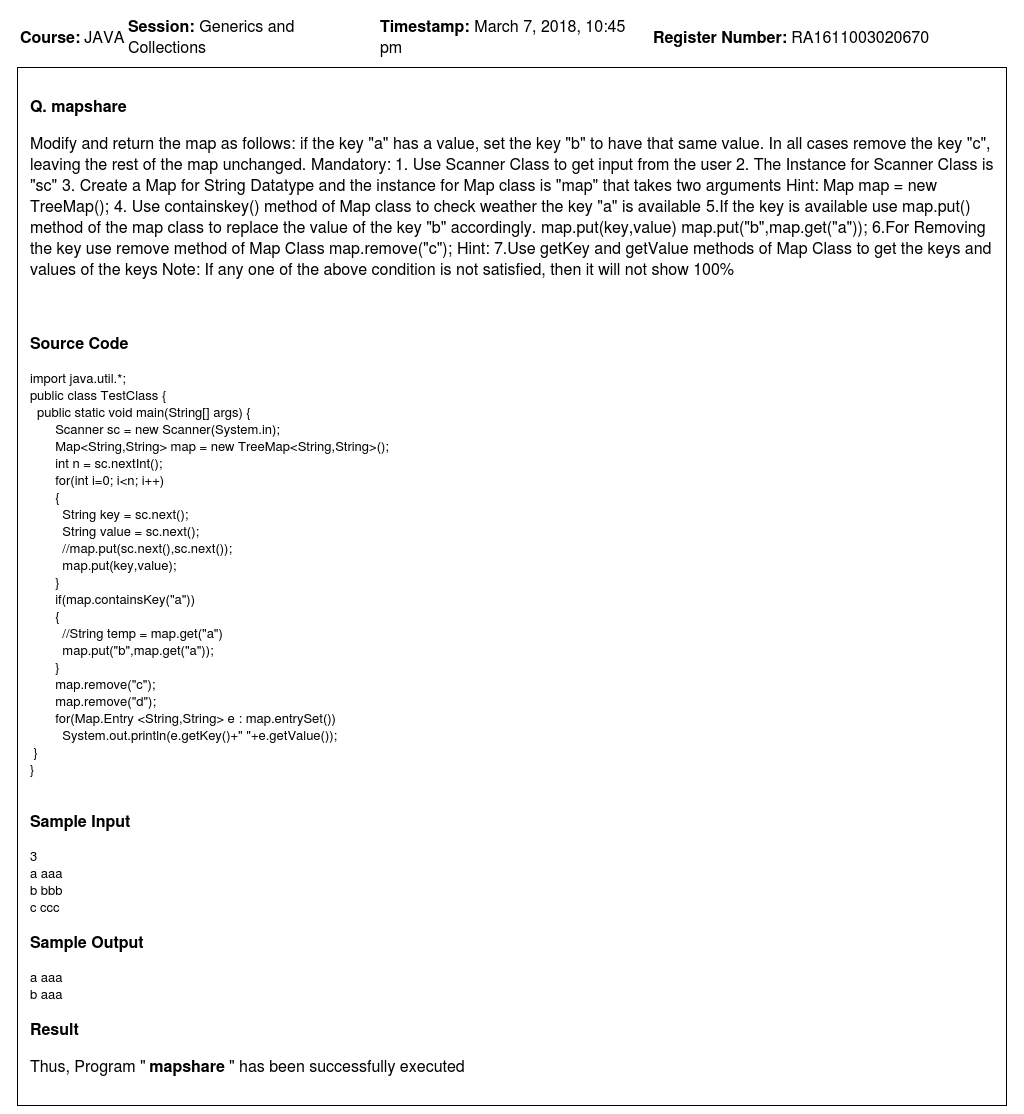 Course: JAVA Session: Generics and Collections Timestamp: March 7, 2018, 10:45 pm Register Number: RA1611003020670
Q. mapshare
Modify and return the map as follows: if the key "a" has a value, set the key "b" to have that same value. In all cases remove the key "c",
leaving the rest of the map unchanged. Mandatory: 1. Use Scanner Class to get input from the user 2. The Instance for Scanner Class is
"sc" 3. Create a Map for String Datatype and the instance for Map class is "map" that takes two arguments Hint: Map map = new
TreeMap(); 4. Use containskey() method of Map class to check weather the key "a" is available 5.If the key is available use map.put()
method of the map class to replace the value of the key "b" accordingly. map.put(key,value) map.put("b",map.get("a")); 6.For Removing
the key use remove method of Map Class map.remove("c"); Hint: 7.Use getKey and getValue methods of Map Class to get the keys and
values of the keys Note: If any one of the above condition is not satisfied, then it will not show 100%
Source Code
import java.util.*;
public class TestClass {
public static void main(String[] args) {
Scanner sc = new Scanner(System.in);
Map<String,String> map = new TreeMap<String,String>();
int n = sc.nextInt();
for(int i=0; i<n; i++)
{
String key = sc.next();
String value = sc.next();
//map.put(sc.next(),sc.next());
map.put(key,value);
}
if(map.containsKey("a"))
{
//String temp = map.get("a")
map.put("b",map.get("a"));
}
map.remove("c");
map.remove("d");
for(Map.Entry <String,String> e : map.entrySet())
System.out.println(e.getKey()+" "+e.getValue());
}
}
Sample Input
3
a aaa
b bbb
c ccc
Sample Output
a aaa
b aaa
Result
Thus, Program " mapshare " has been successfully executed